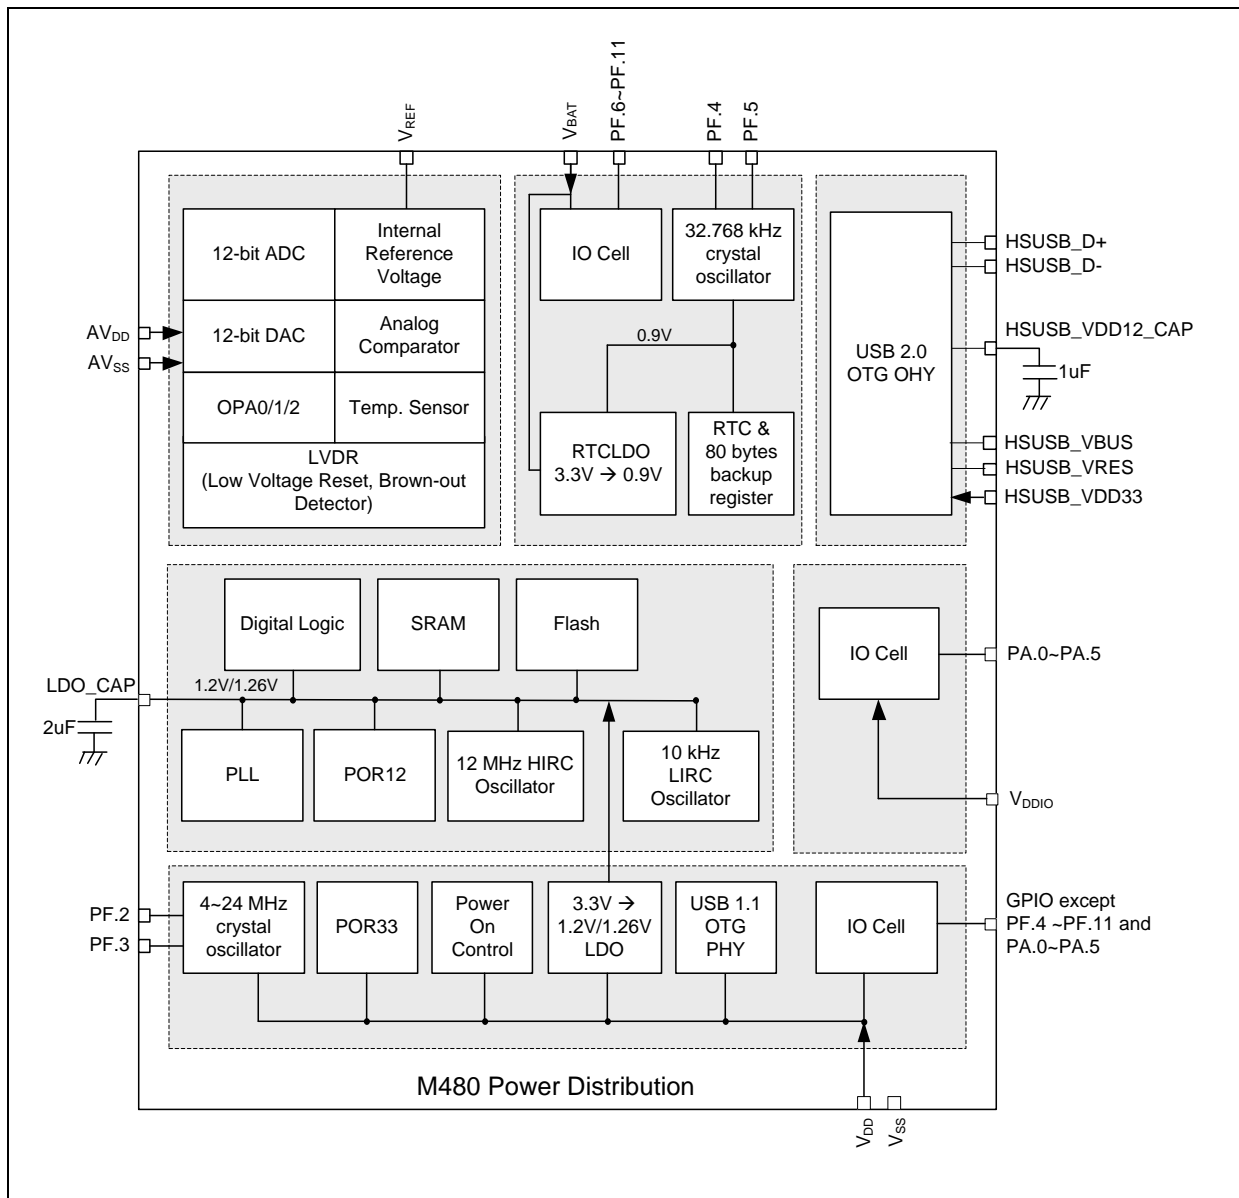 VREF
VBAT
PF.6~PF.11
PF.4
PF.5
12-bit ADC
Internal
Reference
Voltage
12-bit DAC
Analog
Comparator
OPA0/1/2
Temp. Sensor
LVDR
(Low Voltage Reset, Brown-out
Detector)
AVDD
AVSS
IO Cell
32.768 kHz
crystal
oscillator
0.9V
RTCLDO
3.3V → 0.9V
RTC &
80 bytes
backup
register
USB 2.0
OTG OHY
HSUSB_D+
HSUSB_D-
HSUSB_VDD12_CAP
1uF
HSUSB_VBUS
HSUSB_VRES
HSUSB_VDD33
Digital Logic
SRAM
Flash
LDO_CAP
1.2V/1.26V
2uF
PLL
POR12
12 MHz HIRC
Oscillator
10 kHz
LIRC
Oscillator
IO Cell
PA.0~PA.5
VDDIO
PF.2
PF.3
4~24 MHz
crystal
oscillator
POR33
Power
On
Control
3.3V →
1.2V/1.26V
LDO
USB 1.1
OTG
PHY
IO Cell
GPIO except
PF.4 ~PF.11 and
PA.0~PA.5
M480 Power Distribution
VDD
VSS